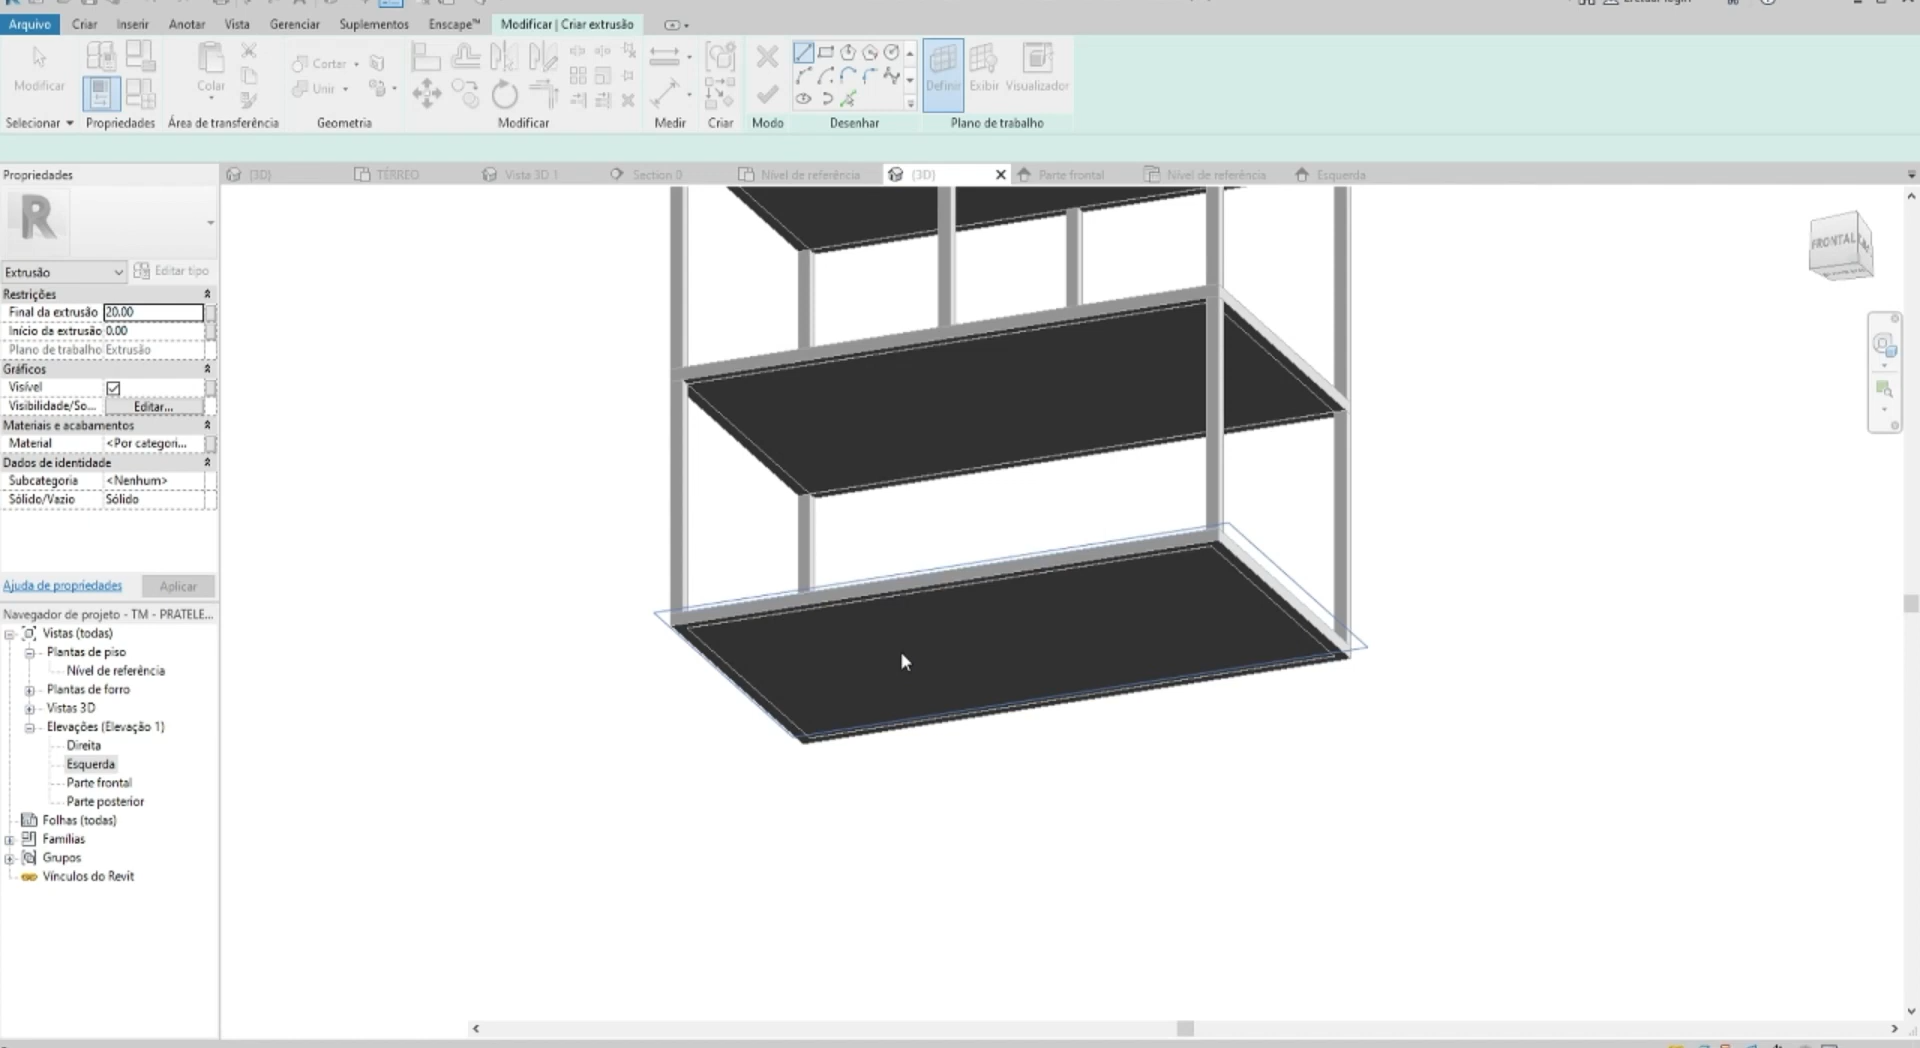 Arquivo Criar Inserir Anotar Vista Gerenciar Suplementos Enscape™ Modificar | Criar extrusão
Modificar Colar Cortar Unir Definir Exibir Visualizador
Selecionar Propriedades Área de transferência Geometria Modificar Medir Criar Modo Desenhar Plano de trabalho
Propriedades
{3D} TÉRREO Vista 3D 1 Section 0 Nível de referência {3D} Parte frontal Nível de referência Esquerda
R
FRONTAL
Extrusão Editar tipo
Restrições
Final da extrusão 20.00
Início da extrusão 0.00
Plano de trabalho Extrusão
Gráficos
Visível
Visibilidade/So... Editar...
Materiais e acabamentos
Material <Por categori...
Dados de identidade
Subcategoria <Nenhum>
Sólido/Vazio Sólido
Ajuda de propriedades Aplicar
Navegador de projeto - TM - PRATELE...
Vistas (todas)
Plantas de piso
Nível de referência
Plantas de forro
Vistas 3D
Elevações (Elevação 1)
Direita
Esquerda
Parte frontal
Parte posterior
Folhas (todas)
Famílias
Grupos
Vínculos do Revit